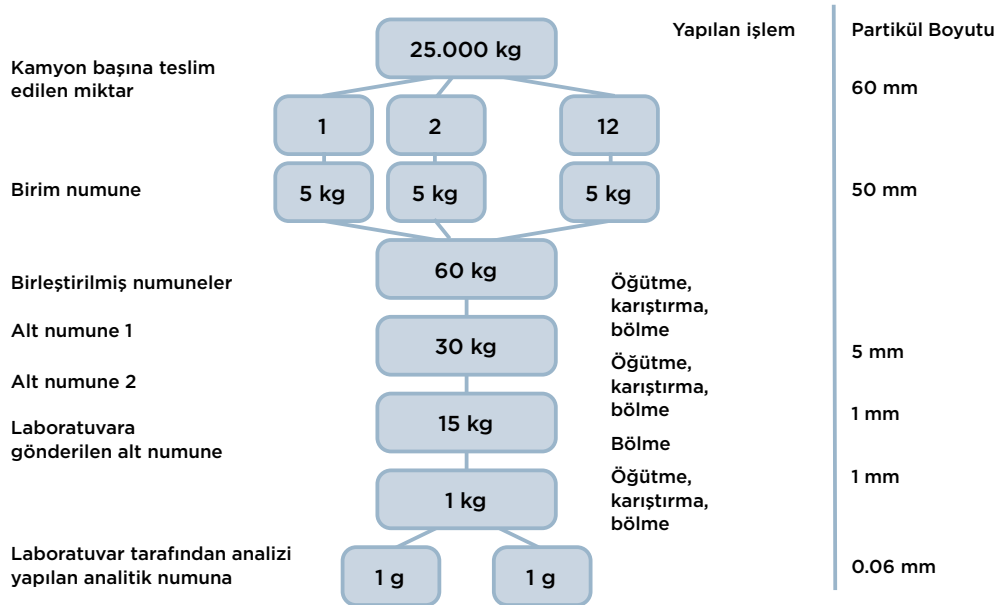 Yapılan işlem
Partikül Boyutu
25.000 kg
Kamyon başına teslim
edilen miktar
60 mm
1
2
12
Birim numune
5 kg
5 kg
5 kg
50 mm
60 kg
Birleştirilmiş numuneler
Öğütme,
karıştırma,
bölme
Alt numune 1
30 kg
5 mm
Öğütme,
karıştırma,
bölme
Alt numune 2
15 kg
1 mm
Laboratuvara
gönderilen alt numune
Bölme
1 kg
Öğütme,
karıştırma,
bölme
1 mm
Laboratuvar tarafından analizi
yapılan analitik numuna
1 g
1 g
0.06 mm